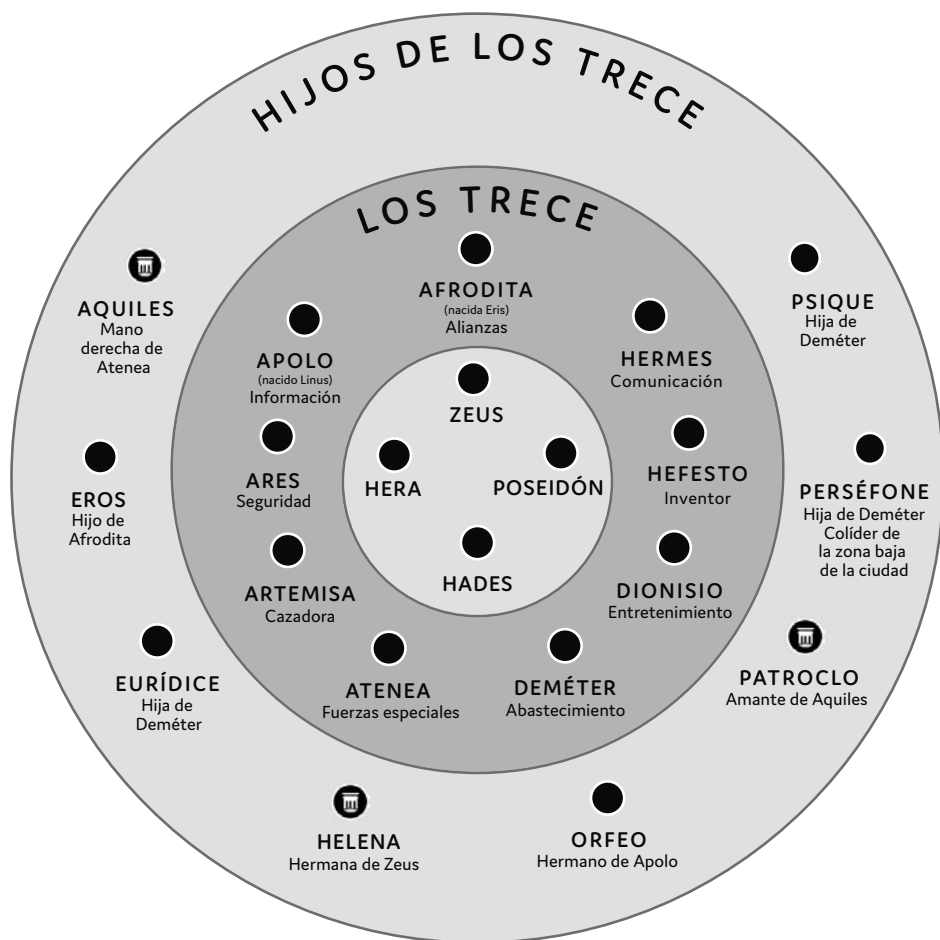 HIJOS DE LOS TRECE
LOS TRECE
AFRODITA
(nacida Eris)
Alianzas
HERMES
Comunicación
HEFESTO
Inventor
DIONISIO
Entretenimiento
DEMÉTER
Abastecimiento
ATENEA
Fuerzas especiales
ARTEMISA
Cazadora
ARES
Seguridad
APOLO
(nacido Linus)
Información
ZEUS
HERA
POSEIDÓN
HADES
PSIQUE
Hija de
Deméter
PERSÉFONE
Hija de Deméter
Colíder de
la zona baja
de la ciudad
PATROCLO
Amante de Aquiles
ORFEO
Hermano de Apolo
HELENA
Hermana de Zeus
EURÍDICE
Hija de
Deméter
EROS
Hijo de
Afrodita
AQUILES
Mano
derecha de
Atenea